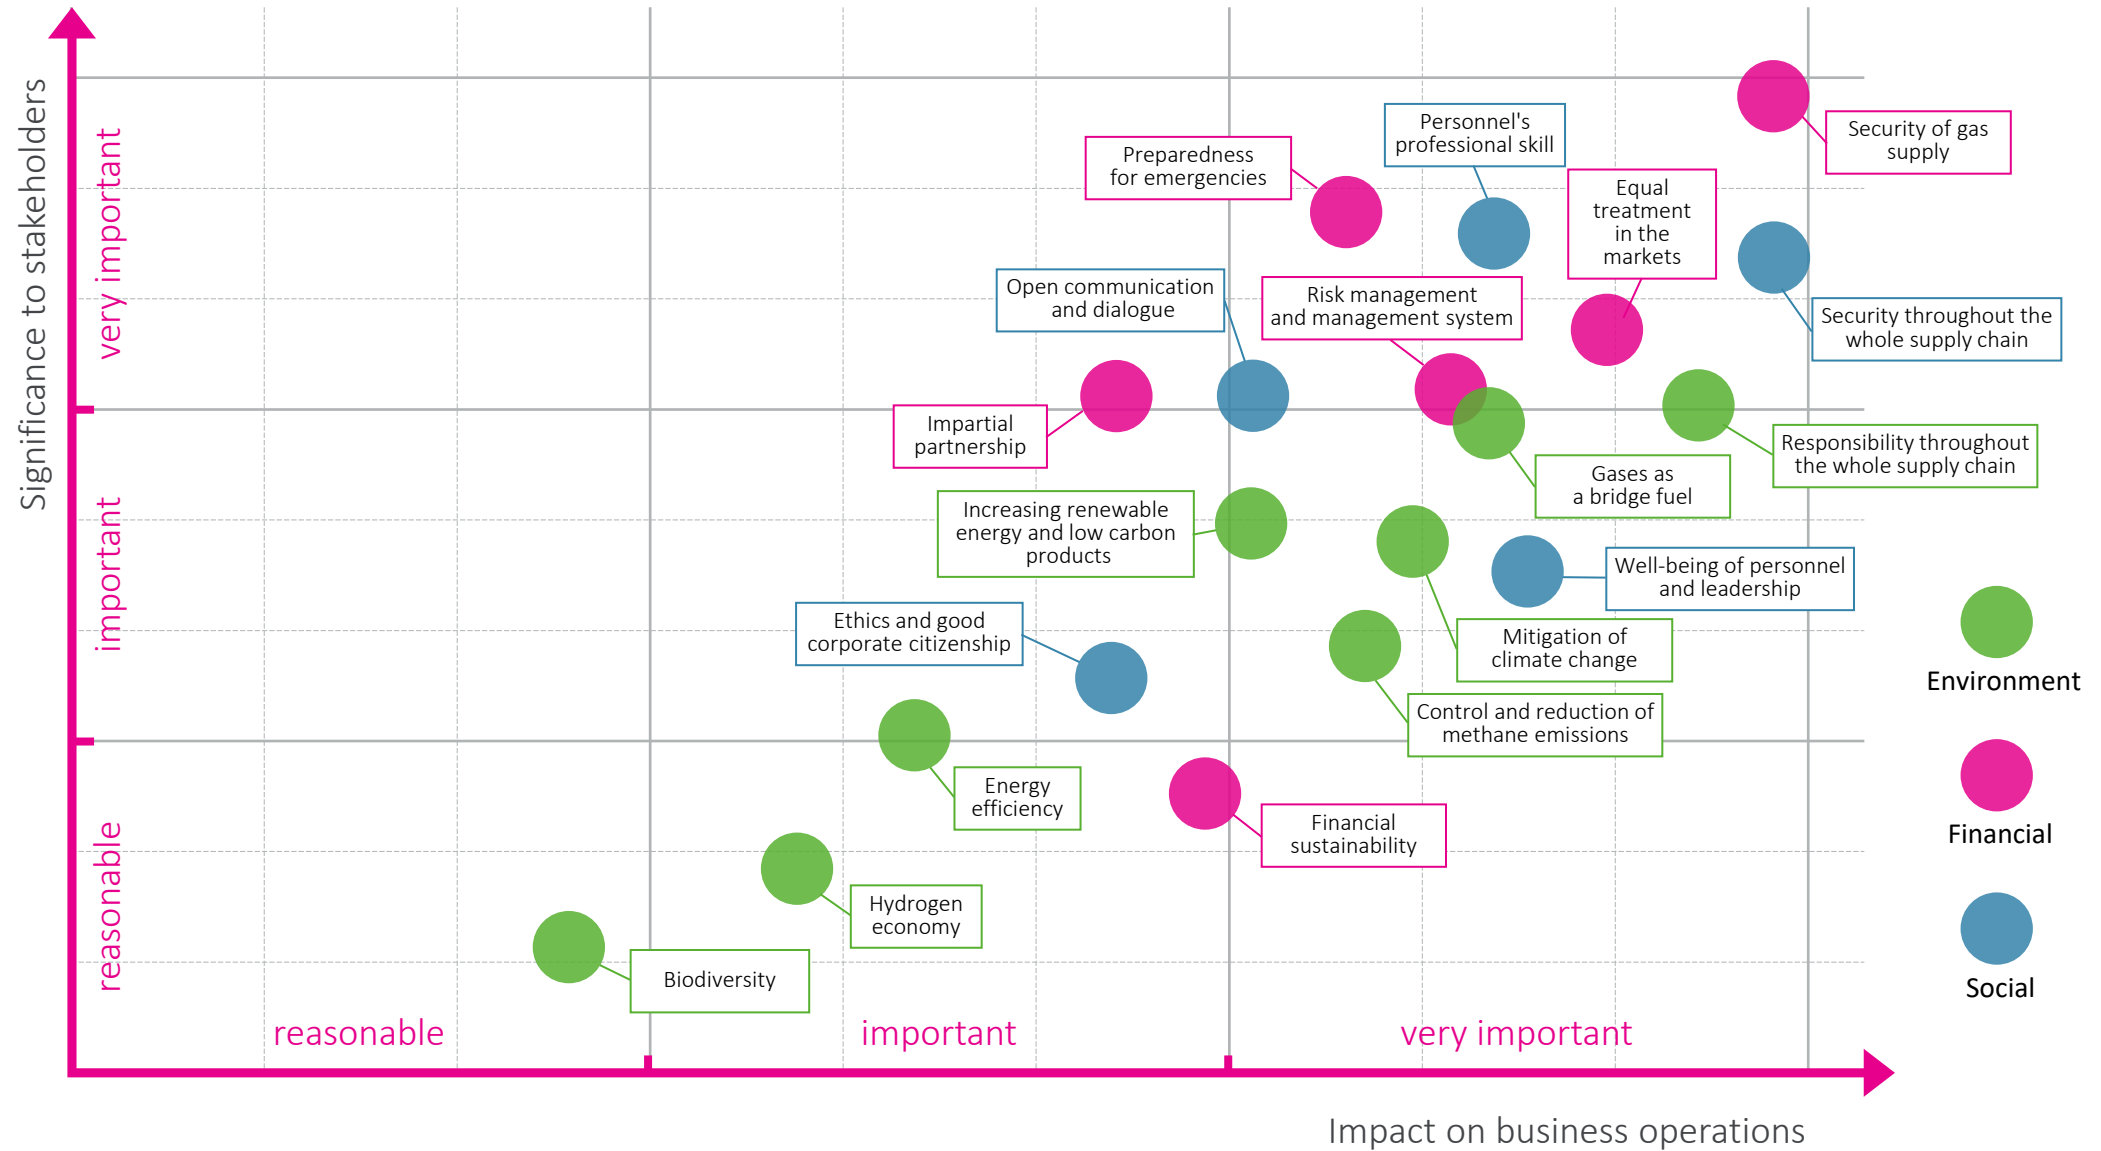 Significance to stakeholders
very important
important
reasonable
Security of gas
supply
Personnel's
professional skill
Preparedness
for emergencies
Equal
treatment
in the
markets
Open communication
and dialogue
Risk management
and management system
Security throughout the
whole supply chain
Impartial
partnership
Responsibility throughout
the whole supply chain
Gases as
a bridge fuel
Increasing renewable
energy and low carbon
products
Well-being of personnel
and leadership
Ethics and good
corporate citizenship
Mitigation of
climate change
Control and reduction of
methane emissions
Energy
efficiency
Financial
sustainability
Hydrogen
economy
Biodiversity
Environment
Financial
Social
reasonable
important
very important
Impact on business operations